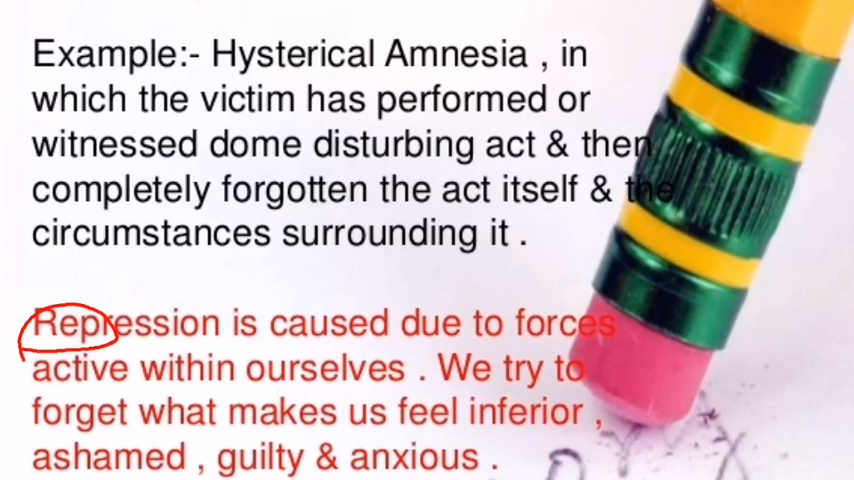 Example:- Hysterical Amnesia , in
which the victim has performed or
witnessed dome disturbing act & then
completely forgotten the act itself & the
circumstances surrounding it .
Repression is caused due to forces
active within ourselves . We try to
forget what makes us feel inferior ,
ashamed , guilty & anxious .